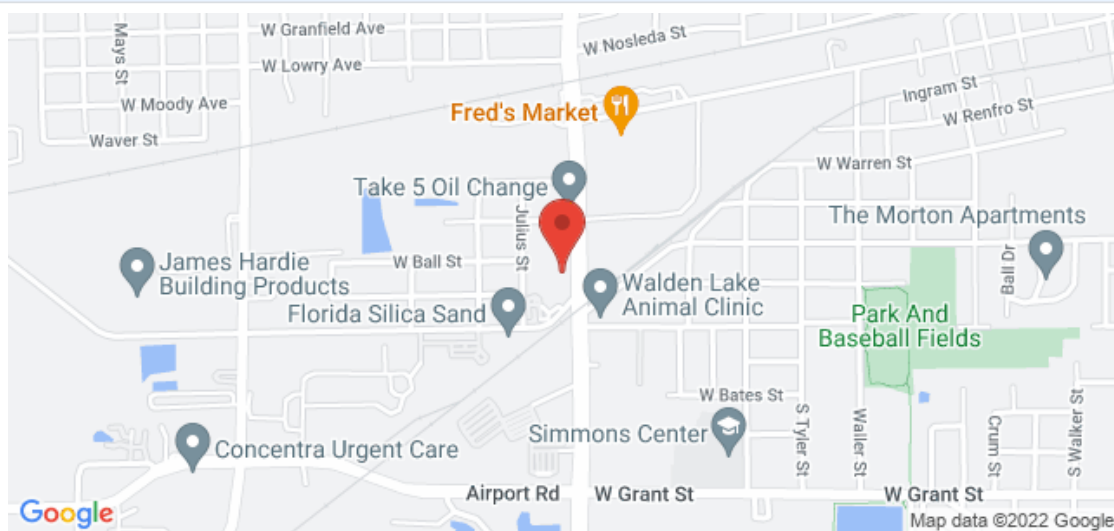 W Granfield Ave
Mays St
W Nosleda St
W Lowry Ave
Ingram St
W Moody Ave
Fred's Market
W Renfro St
Waver St
W Warren St
Take 5 Oil Change
Julius St
The Morton Apartments
W Ball St
Ball Dr
James Hardie
Building Products
Walden Lake
Animal Clinic
Florida Silica Sand
Park And
Baseball Fields
W Bates St
S Tyler St
Waller St
Crum St
S Walker St
Simmons Center
Concentra Urgent Care
Airport Rd
W Grant St
W Grant St
Google
Map data ©2022 Google